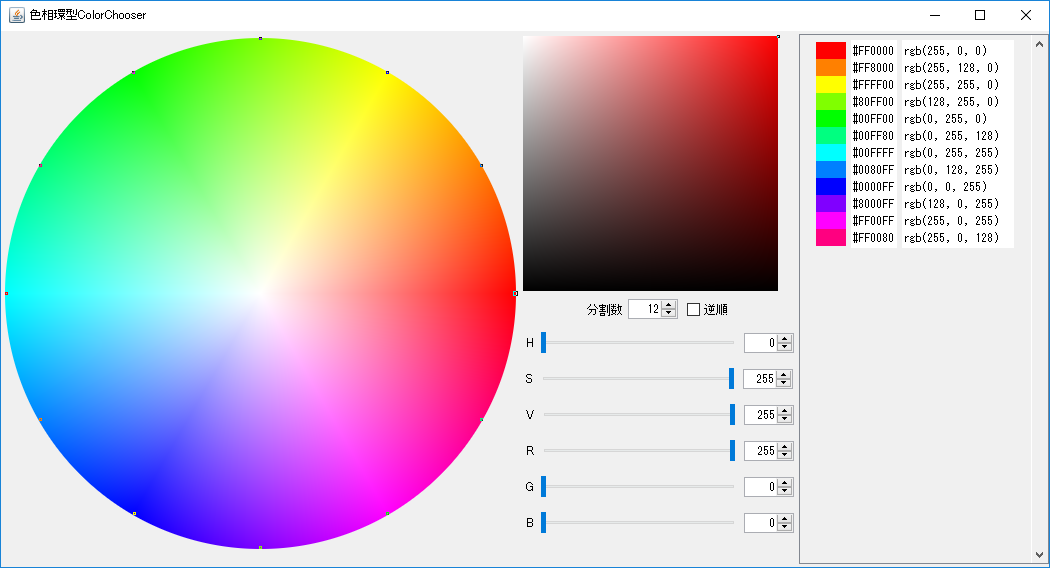 色相環型ColorChooser
#FF0000 rgb(255, 0, 0)
#FF8000 rgb(255, 128, 0)
#FFFF00 rgb(255, 255, 0)
#80FF00 rgb(128, 255, 0)
#00FF00 rgb(0, 255, 0)
#00FF80 rgb(0, 255, 128)
#00FFFF rgb(0, 255, 255)
#0080FF rgb(0, 128, 255)
#0000FF rgb(0, 0, 255)
#8000FF rgb(128, 0, 255)
#FF00FF rgb(255, 0, 255)
#FF0080 rgb(255, 0, 128)
分割数 12 逆順
H 0
S 255
V 255
R 255
G 0
B 0